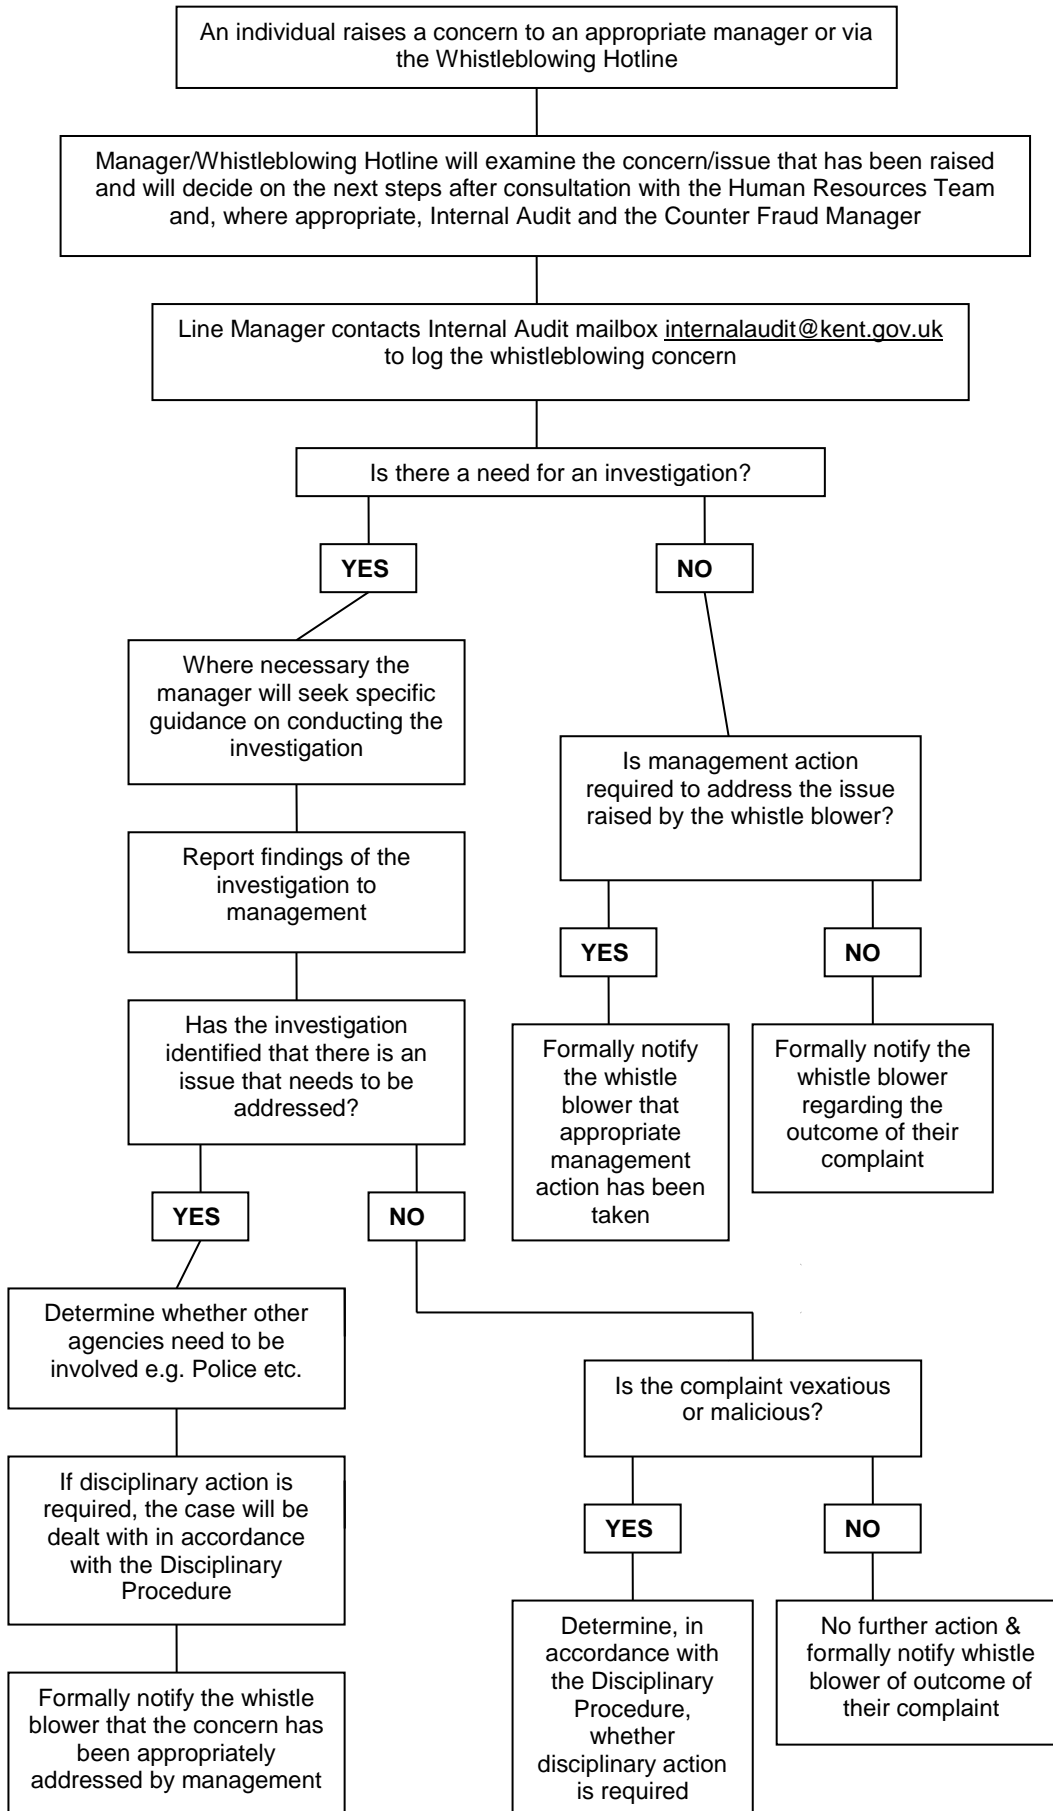 An individual raises a concern to an appropriate manager or via
the Whistleblowing Hotline
Manager/Whistleblowing Hotline will examine the concern/issue that has been raised
and will decide on the next steps after consultation with the Human Resources Team
and, where appropriate, Internal Audit and the Counter Fraud Manager
Line Manager contacts Internal Audit mailbox internalaudit@kent.gov.uk
to log the whistleblowing concern
Is there a need for an investigation?
YES
NO
Where necessary the
manager will seek specific
guidance on conducting the
investigation
Is management action
required to address the issue
raised by the whistle blower?
Report findings of the
investigation to
management
YES
NO
Has the investigation
identified that there is an
issue that needs to be
addressed?
Formally notify
the whistle
blower that
appropriate
management
action has been
taken
Formally notify the
whistle blower
regarding the
outcome of their
complaint
YES
NO
Determine whether other
agencies need to be
involved e.g. Police etc.
Is the complaint vexatious
or malicious?
If disciplinary action is
required, the case will be
dealt with in accordance
with the Disciplinary
Procedure
YES
NO
Formally notify the whistle
blower that the concern has
been appropriately
addressed by management
Determine, in
accordance with
the Disciplinary
Procedure,
whether
disciplinary action
is required
No further action &
formally notify whistle
blower of outcome of
their complaint